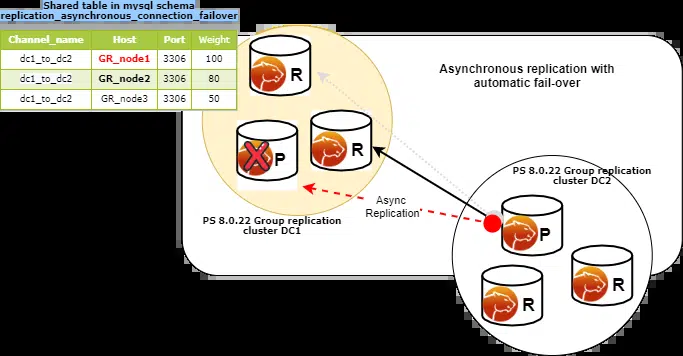 Shared table in mysql schema
replication_asynchronous_connection_failover
Channel_name Host Port Weight
dc1_to_dc2 GR_node1 3306 100
dc1_to_dc2 GR_node2 3306 80
dc1_to_dc2 GR_node3 3306 50
Asynchronous replication with
automatic fail-over
R
P
R
PS 8.0.22 Group replication
cluster DC1
Async
Replication
PS 8.0.22 Group replication
cluster DC2
P
R
R